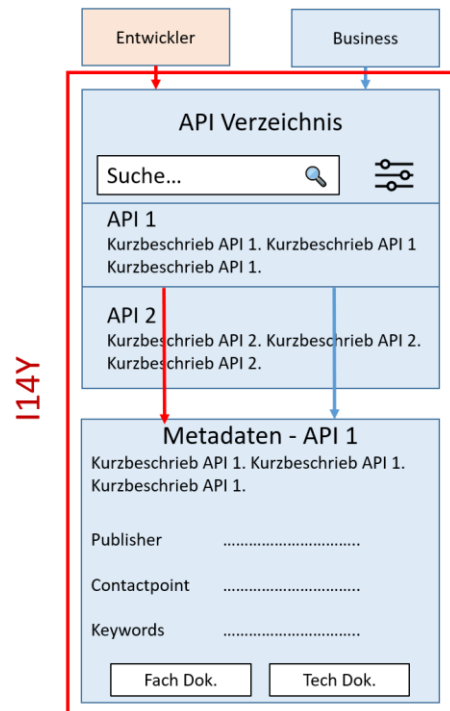 Entwickler
Business
API Verzeichnis
Suche...
API 1
Kurzbeschrieb API 1. Kurzbeschrieb API 1
Kurzbeschrieb API 1.
API 2
Kurzbeschrieb API 2. Kurzbeschrieb API 2.
Kurzbeschrieb API 2.
I14Y
Metadaten - API 1
Kurzbeschrieb API 1. Kurzbeschrieb API 1.
Kurzbeschrieb API 1.
Publisher ................................
Contactpoint ................................
Keywords ................................
Fach Dok.
Tech Dok.